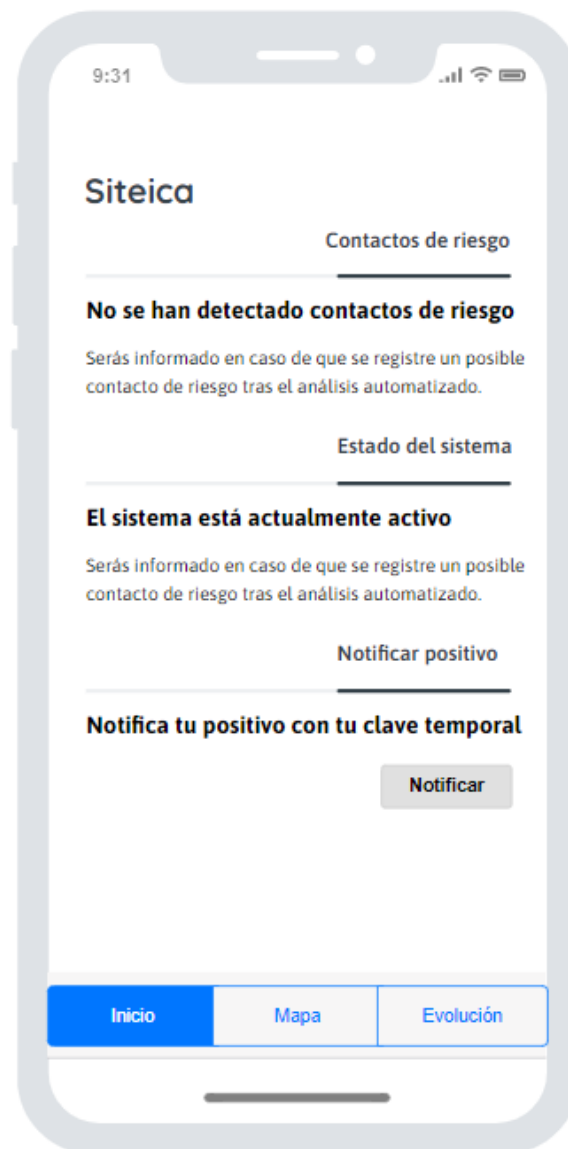 9:31
Siteica
Contactos de riesgo
No se han detectado contactos de riesgo
Serás informado en caso de que se registre un posible
contacto de riesgo tras el análisis automatizado.
Estado del sistema
El sistema está actualmente activo
Serás informado en caso de que se registre un posible
contacto de riesgo tras el análisis automatizado.
Notificar positivo
Notifica tu positivo con tu clave temporal
Notificar
Inicio Mapa Evolución